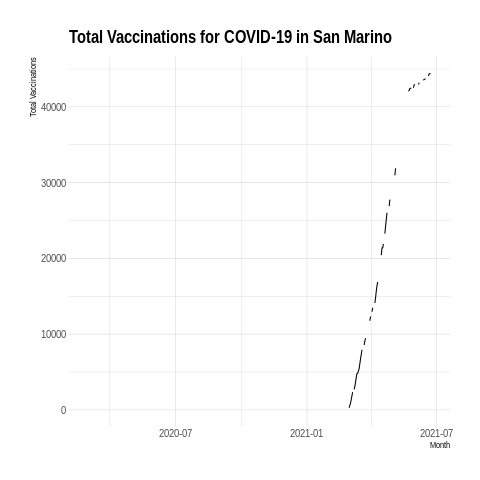 Total Vaccinations for COVID-19 in San Marino
Total Vaccinations
40000
30000
20000
10000
0
2020-07 2021-01 2021-07
Month